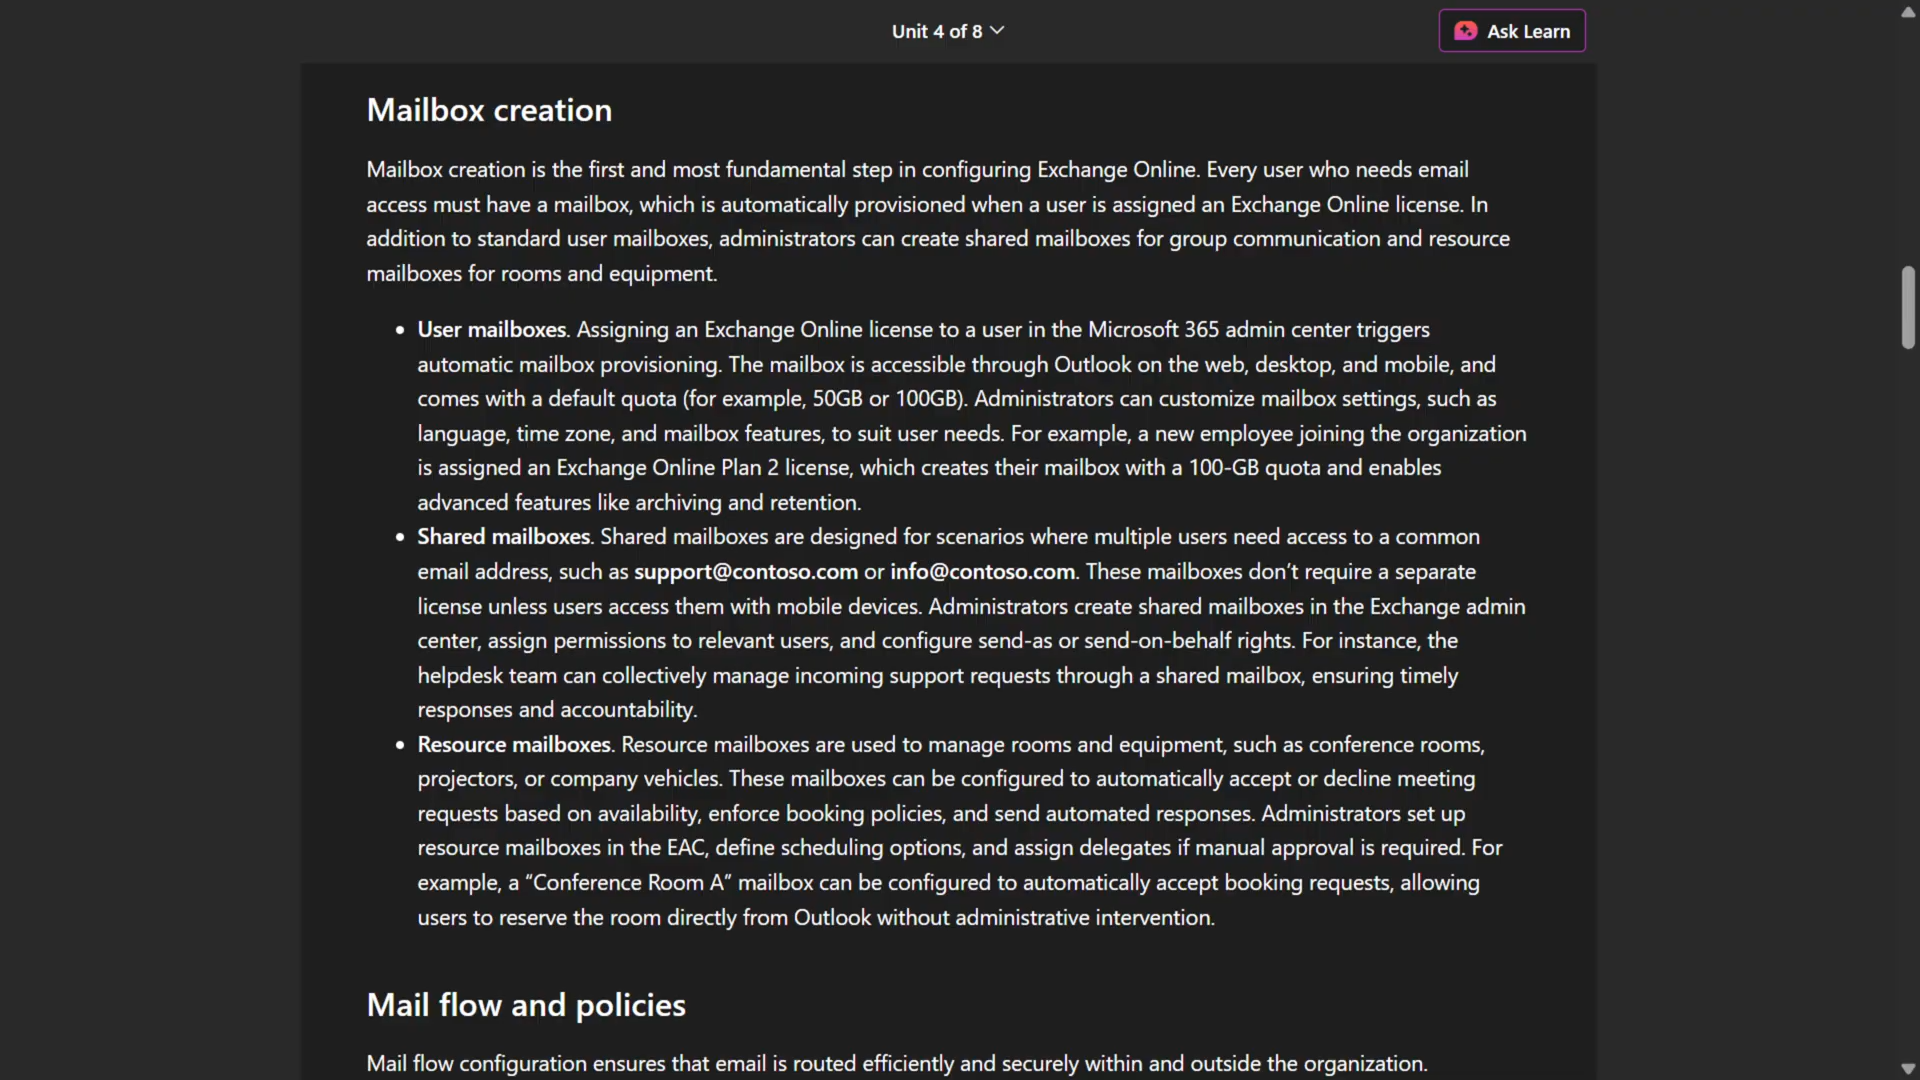 Unit 4 of 8
Ask Learn
Mailbox creation
Mailbox creation is the first and most fundamental step in configuring Exchange Online. Every user who needs email
access must have a mailbox, which is automatically provisioned when a user is assigned an Exchange Online license. In
addition to standard user mailboxes, administrators can create shared mailboxes for group communication and resource
mailboxes for rooms and equipment.
• User mailboxes. Assigning an Exchange Online license to a user in the Microsoft 365 admin center triggers
automatic mailbox provisioning. The mailbox is accessible through Outlook on the web, desktop, and mobile, and
comes with a default quota (for example, 50GB or 100GB). Administrators can customize mailbox settings, such as
language, time zone, and mailbox features, to suit user needs. For example, a new employee joining the organization
is assigned an Exchange Online Plan 2 license, which creates their mailbox with a 100-GB quota and enables
advanced features like archiving and retention.
• Shared mailboxes. Shared mailboxes are designed for scenarios where multiple users need access to a common
email address, such as support@contoso.com or info@contoso.com. These mailboxes don’t require a separate
license unless users access them with mobile devices. Administrators create shared mailboxes in the Exchange admin
center, assign permissions to relevant users, and configure send-as or send-on-behalf rights. For instance, the
helpdesk team can collectively manage incoming support requests through a shared mailbox, ensuring timely
responses and accountability.
• Resource mailboxes. Resource mailboxes are used to manage rooms and equipment, such as conference rooms,
projectors, or company vehicles. These mailboxes can be configured to automatically accept or decline meeting
requests based on availability, enforce booking policies, and send automated responses. Administrators set up
resource mailboxes in the EAC, define scheduling options, and assign delegates if manual approval is required. For
example, a “Conference Room A” mailbox can be configured to automatically accept booking requests, allowing
users to reserve the room directly from Outlook without administrative intervention.
Mail flow and policies
Mail flow configuration ensures that email is routed efficiently and securely within and outside the organization.